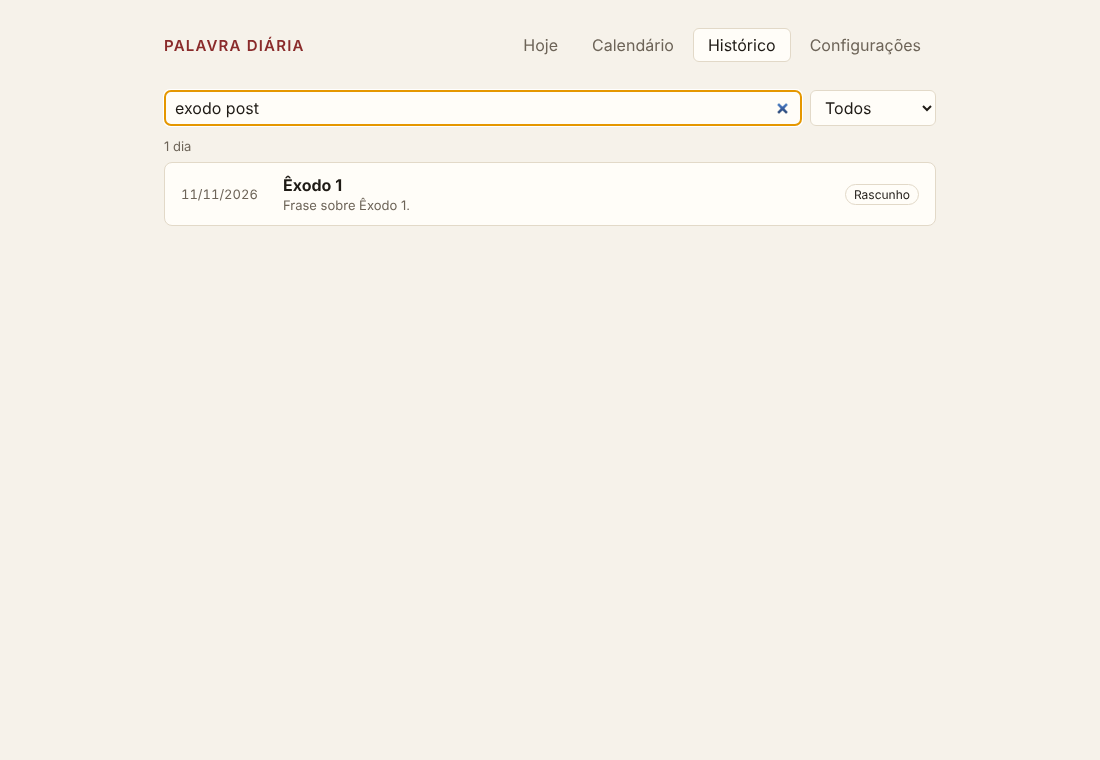 PALAVRA DIÁRIA
Hoje Calendário Histórico Configurações
exodo post
Todos
1 dia
11/11/2026
Êxodo 1
Frase sobre Êxodo 1.
Rascunho